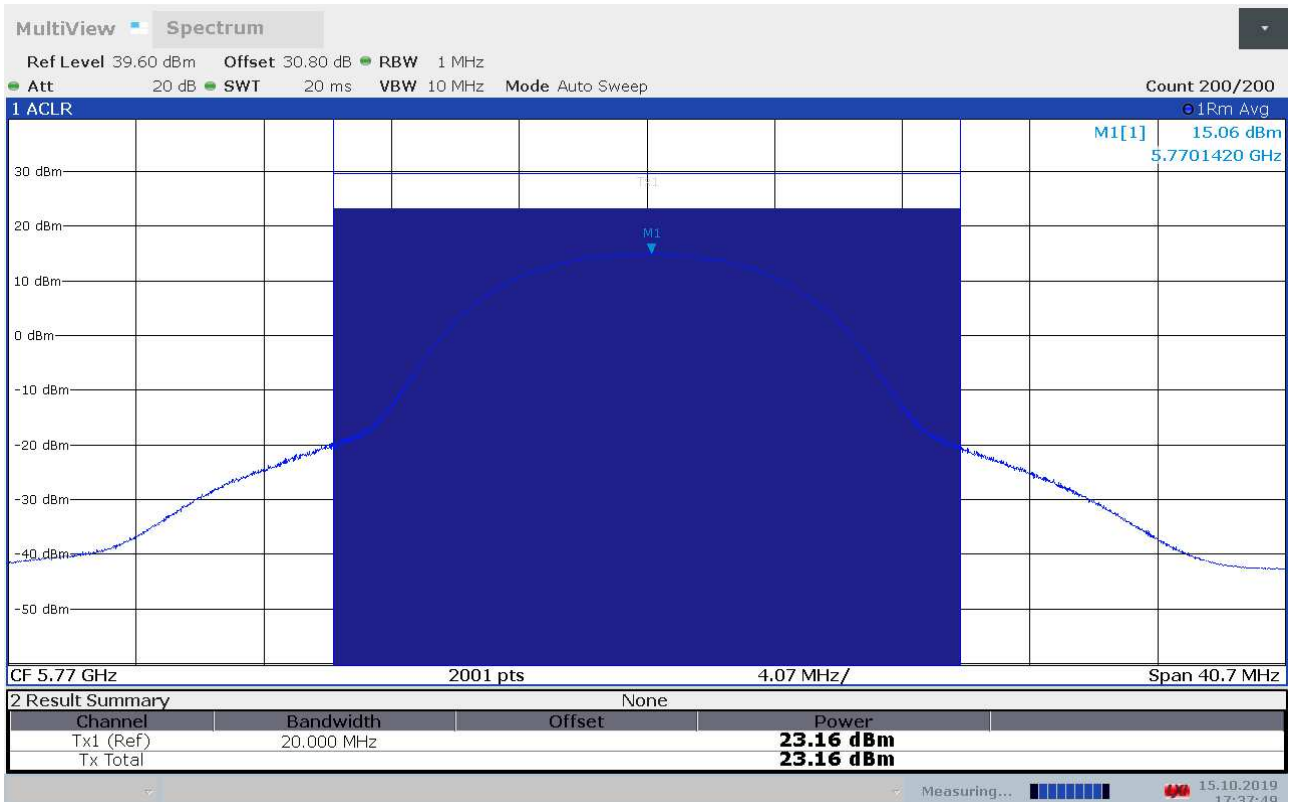 MultiView Spectrum
Ref Level 39.60 dBm Offset 30.80 dB RBW 1 MHz
Att 20 dB SWT 20 ms VBW 10 MHz Mode Auto Sweep Count 200/200
1 ACLR 1Rm Avg
M1[1] 15.06 dBm
5.7701420 GHz
30 dBm
Tx1
20 dBm
M1
10 dBm
0 dBm
-10 dBm
-20 dBm
-30 dBm
-40 dBm
-50 dBm
CF 5.77 GHz 2001 pts 4.07 MHz/ Span 40.7 MHz
2 Result Summary None
Channel Bandwidth Offset Power
Tx1 (Ref) 20.000 MHz 23.16 dBm
Tx Total 23.16 dBm
Measuring... 15.10.2019
17:37:49